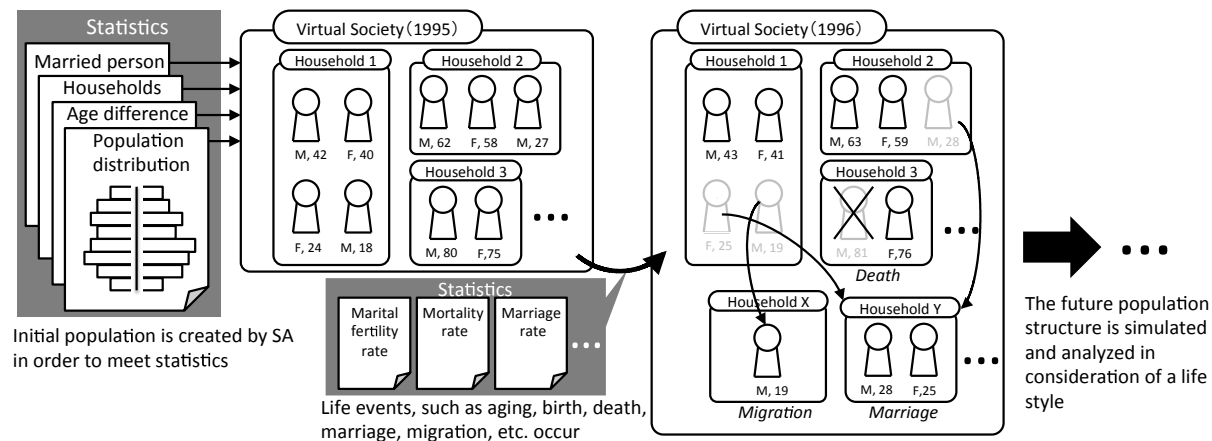 Statistics
Married person
Households
Age difference
Population
distribution
Initial population is created by SA
in order to meet statistics
Virtual Society(1995)
Household 1
M, 42 F, 40
F, 24 M, 18
Household 2
M, 62 F, 58 M, 27
Household 3
M, 80 F,75
...
Statistics
Marital
fertility
rate
Mortality
rate
Marriage
rate
...
Life events, such as aging, birth, death,
marriage, migration, etc. occur
Virtual Society(1996)
Household 1
M, 43 F, 41
F, 25 M, 19
Household 2
M, 63 F, 59 M, 28
Household 3
M, 81 F,76
Death
...
Household X
M, 19
Migration
Household Y
M, 28 F,25
Marriage
...
...
The future population
structure is simulated
and analyzed in
consideration of a life
style